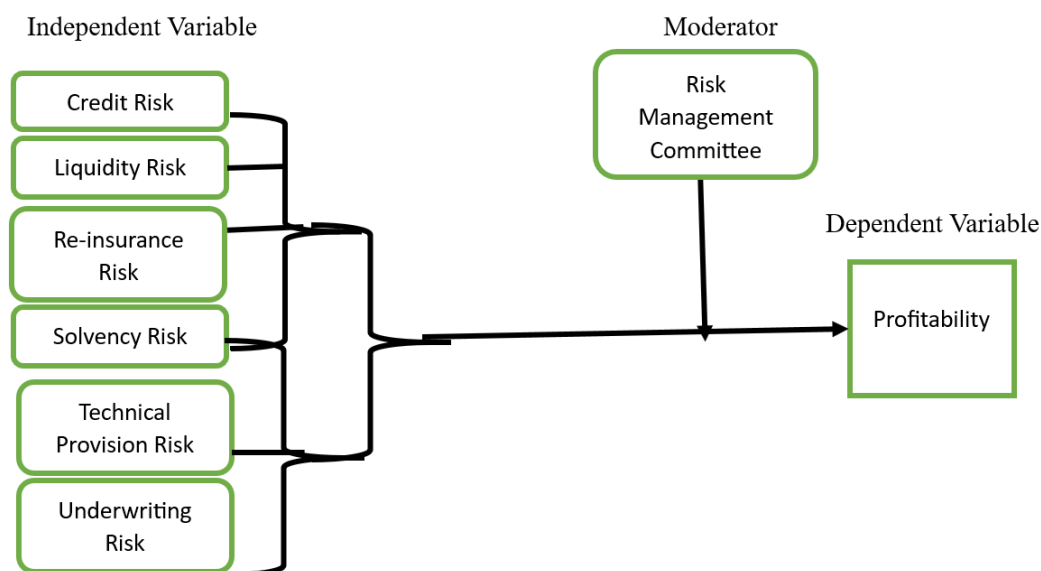 Independent Variable
Moderator
Credit Risk
Risk
Management
Committee
Liquidity Risk
Re-insurance
Risk
Dependent Variable
Solvency Risk
Profitability
Technical
Provision Risk
Underwriting
Risk